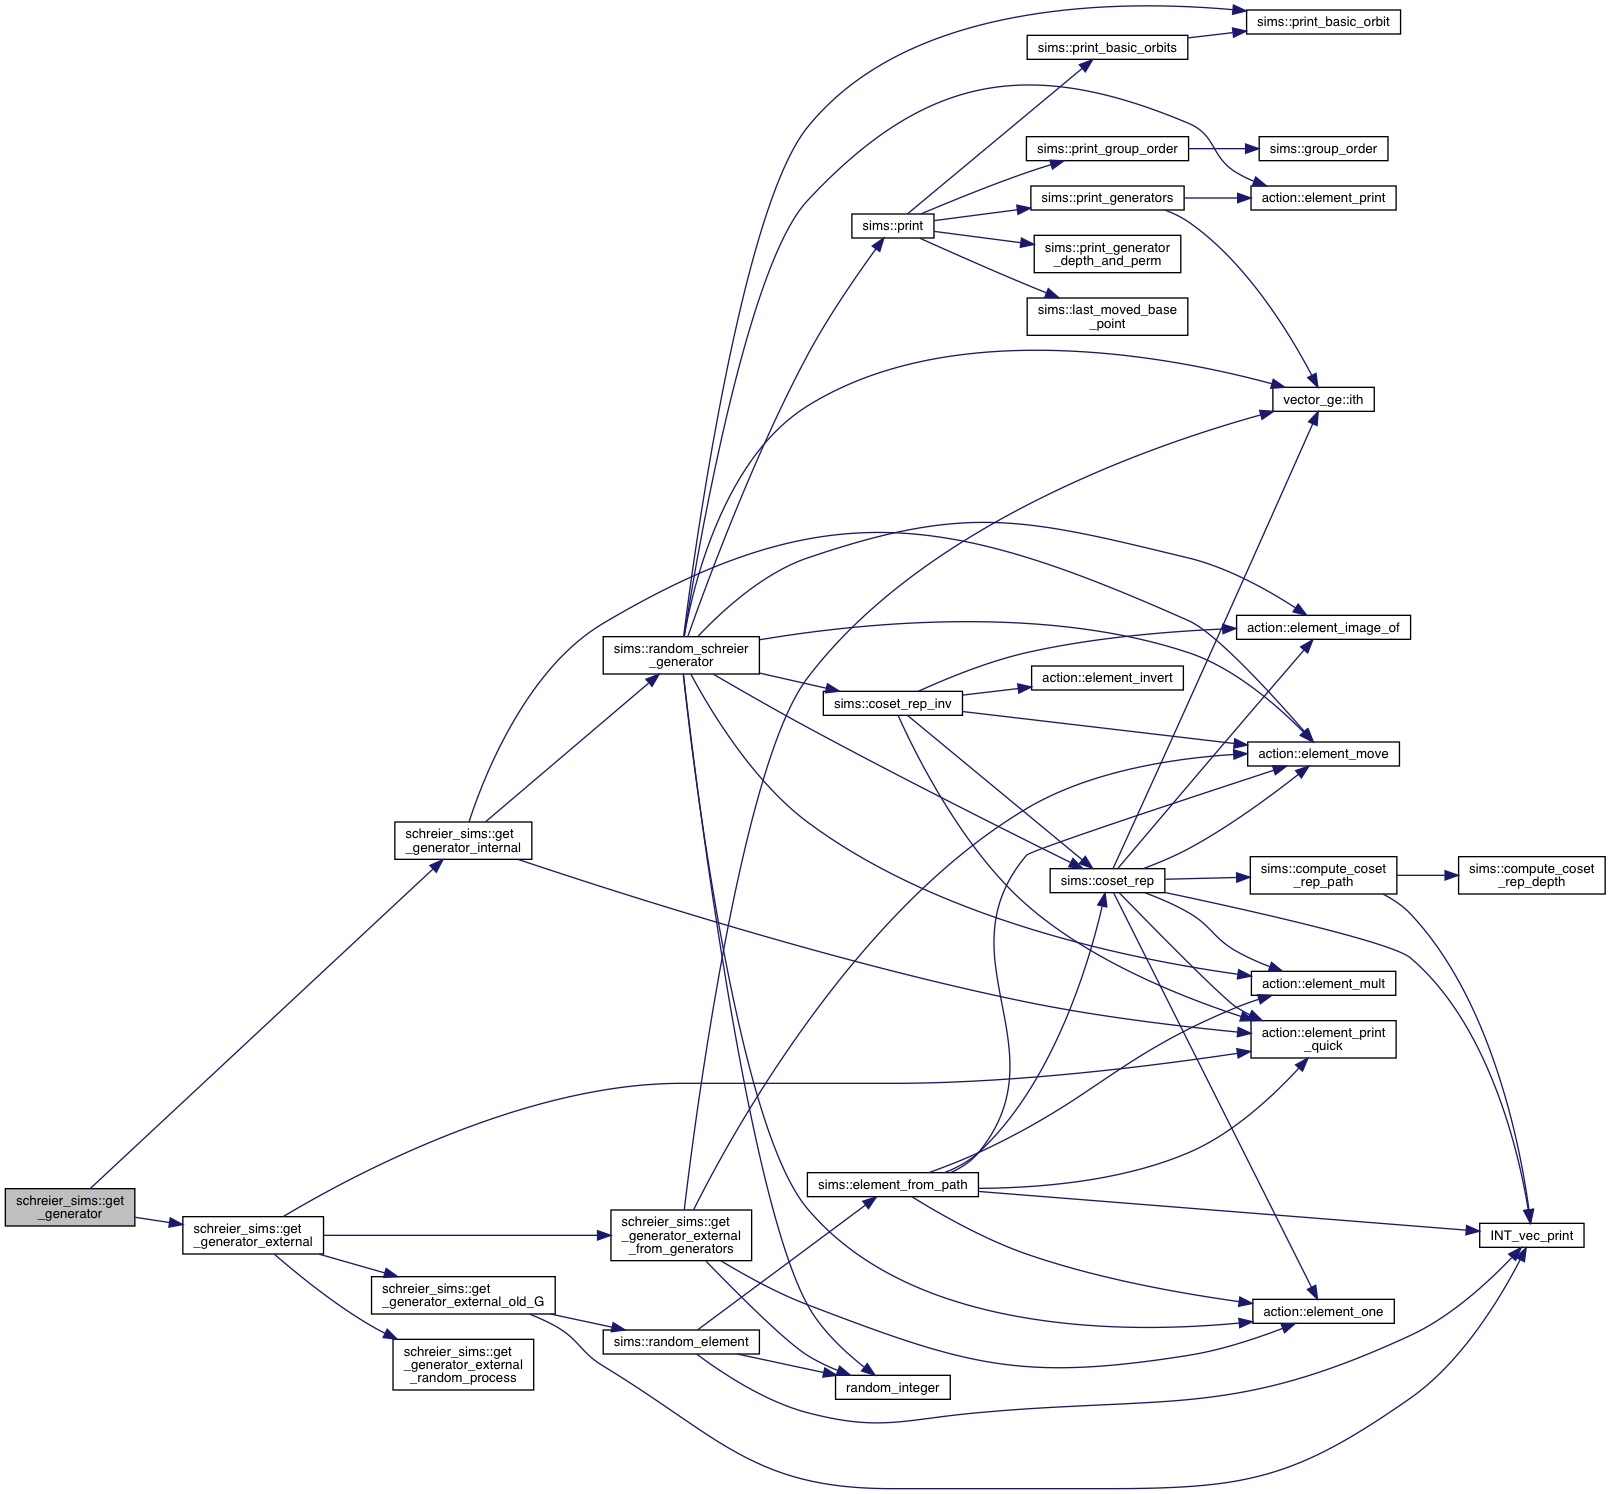 sims::print_basic_orbit
sims::print_basic_orbits
sims::print_group_order
sims::group_order
sims::print_generators
action::element_print
sims::print
sims::print_generator
_depth_and_perm
sims::last_moved_base
_point
vector_ge::ith
action::element_image_of
sims::random_schreier
_generator
action::element_invert
sims::coset_rep_inv
action::element_move
schreier_sims::get
_generator_internal
sims::coset_rep
sims::compute_coset
_rep_path
sims::compute_coset
_rep_depth
action::element_mult
action::element_print
_quick
sims::element_from_path
schreier_sims::get
_generator
schreier_sims::get
_generator_external
schreier_sims::get
_generator_external
_from_generators
INT_vec_print
schreier_sims::get
_generator_external_old_G
action::element_one
sims::random_element
schreier_sims::get
_generator_external
_random_process
random_integer